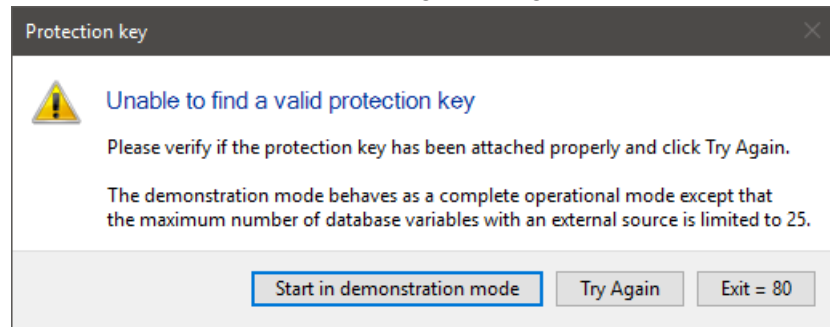 Protection key
Unable to find a valid protection key
Please verify if the protection key has been attached properly and click Try Again.
The demonstration mode behaves as a complete operational mode except that
the maximum number of database variables with an external source is limited to 25.
Start in demonstration mode
Try Again
Exit = 80